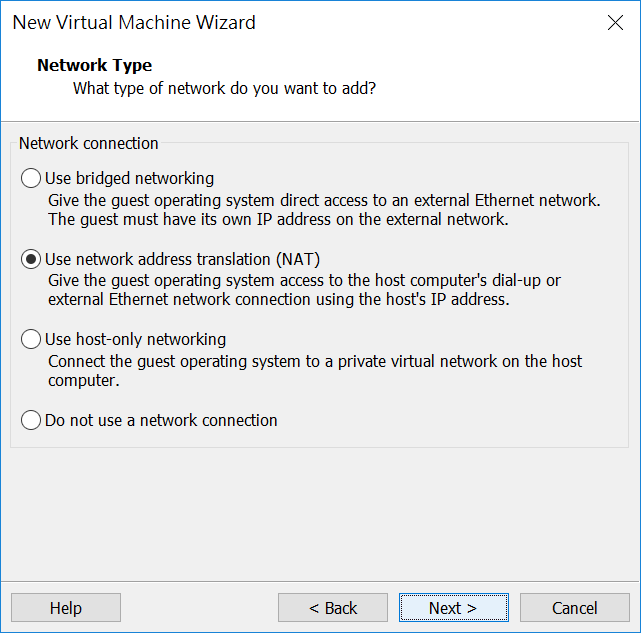 New Virtual Machine Wizard
Network Type
What type of network do you want to add?
Network connection
Use bridged networking
Give the guest operating system direct access to an external Ethernet network.
The guest must have its own IP address on the external network.
Use network address translation (NAT)
Give the guest operating system access to the host computer's dial-up or
external Ethernet network connection using the host's IP address.
Use host-only networking
Connect the guest operating system to a private virtual network on the host
computer.
Do not use a network connection
Help
< Back
Next >
Cancel